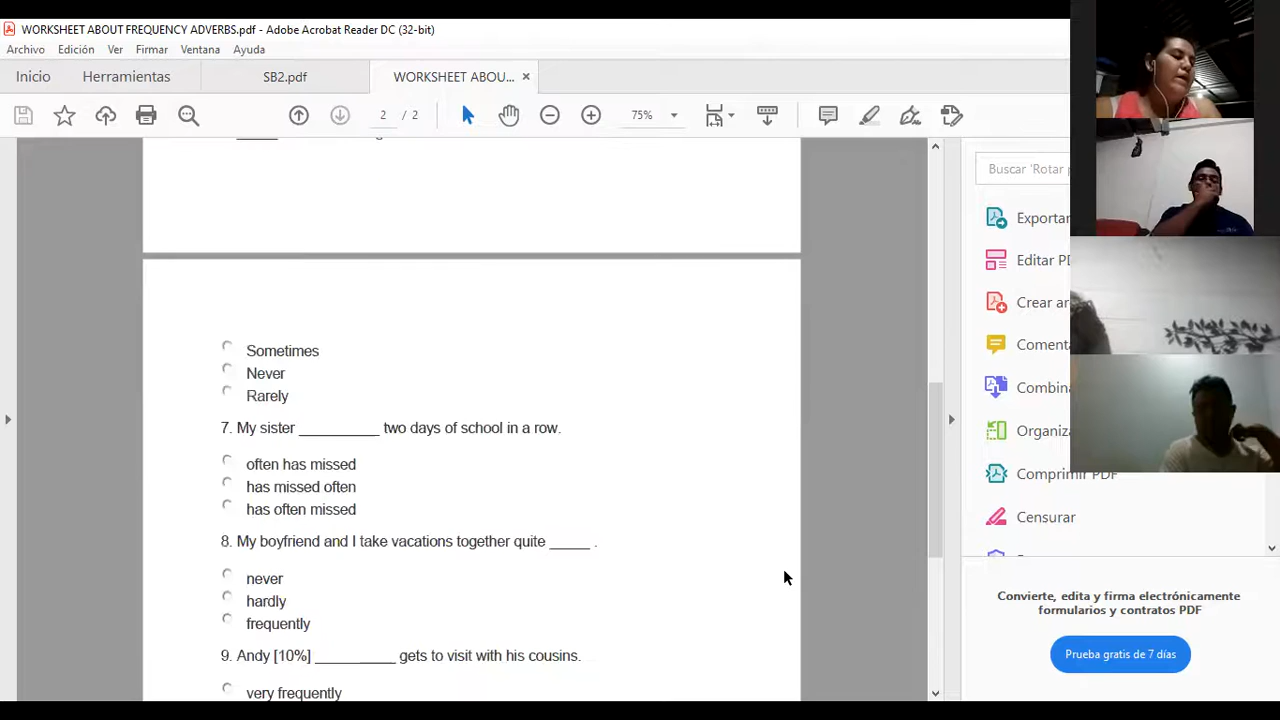 WORKSHEET ABOUT FREQUENCY ADVERBS.pdf - Adobe Acrobat Reader DC (32-bit)
Archivo Edición Ver Firmar Ventana Ayuda
Inicio Herramientas SB2.pdf WORKSHEET ABOU... ×
2 / 2 75%
Buscar 'Rotar
Sometimes
Never
Rarely
7. My sister __________ two days of school in a row.
often has missed
has missed often
has often missed
8. My boyfriend and I take vacations together quite _____ .
never
hardly
frequently
9. Andy [10%] __________ gets to visit with his cousins.
very frequently
Exportar
Editar PD
Crear ar
Comenta
Combina
Organiza
Comprimir PDF
Censurar
Convierte, edita y firma electrónicamente
formularios y contratos PDF
Prueba gratis de 7 días